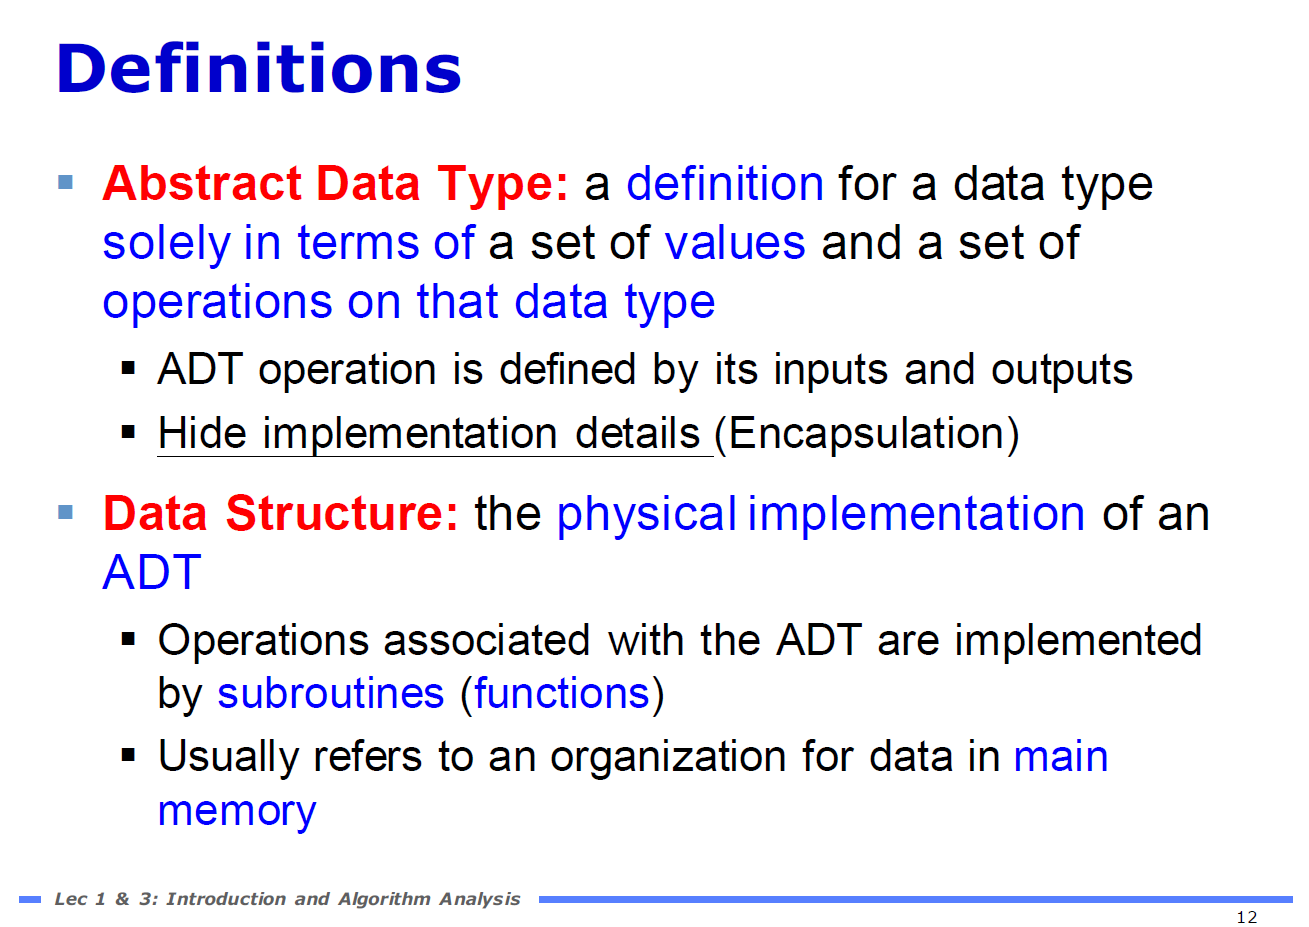 Definitions
Abstract Data Type: a definition for a data type
solely in terms of a set of values and a set of
operations on that data type
ADT operation is defined by its inputs and outputs
Hide implementation details (Encapsulation)
Data Structure: the physical implementation of an
ADT
Operations associated with the ADT are implemented
by subroutines (functions)
Usually refers to an organization for data in main
memory
Lec 1 & 3: Introduction and Algorithm Analysis
12